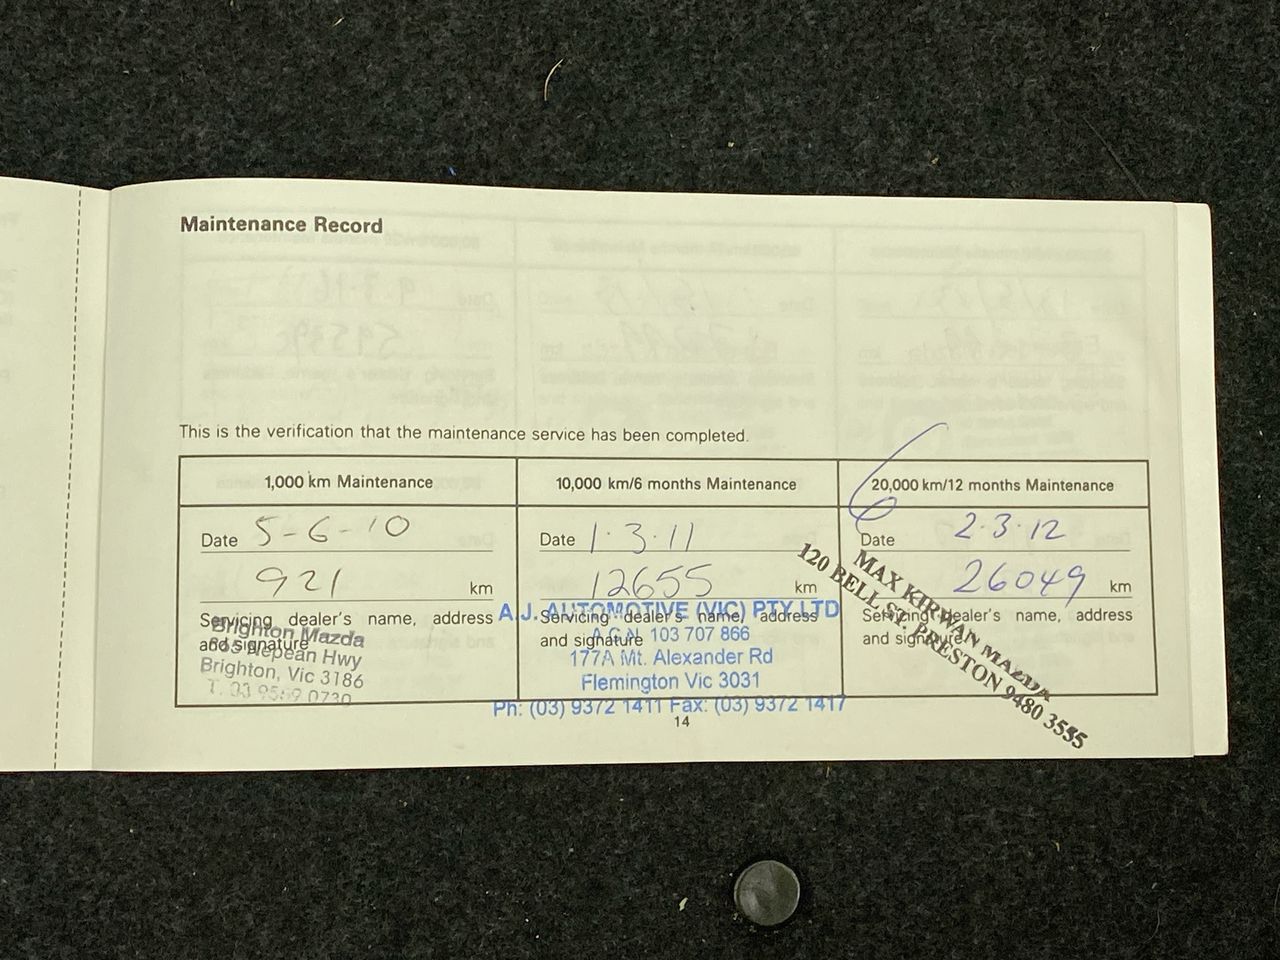 Maintenance Record
This is the verification that the maintenance service has been completed.
1,000 km Maintenance
Date 5-6-10
921 km
Servicing dealer's name, address
and signature
Brighton Mazda
Nepean Hwy
Brighton, Vic 3186
10,000 km/6 months Maintenance
Date 1.3.11
12655 km
Servicing dealer's name, address
and signature
A.J. AUTOMOTIVE (VIC) PTY LTD
A.C.N. 103 707 866
177A Mt. Alexander Rd
Flemington Vic 3031
Ph: (03) 9372 1411 Fax: (03) 9372 1417
20,000 km/12 months Maintenance
Date 2.3.12
26049 km
Servicing dealer's name, address
and signature
MAX KIRWAN MAZDA
120 BELL ST. PRESTON 9480 3555
14